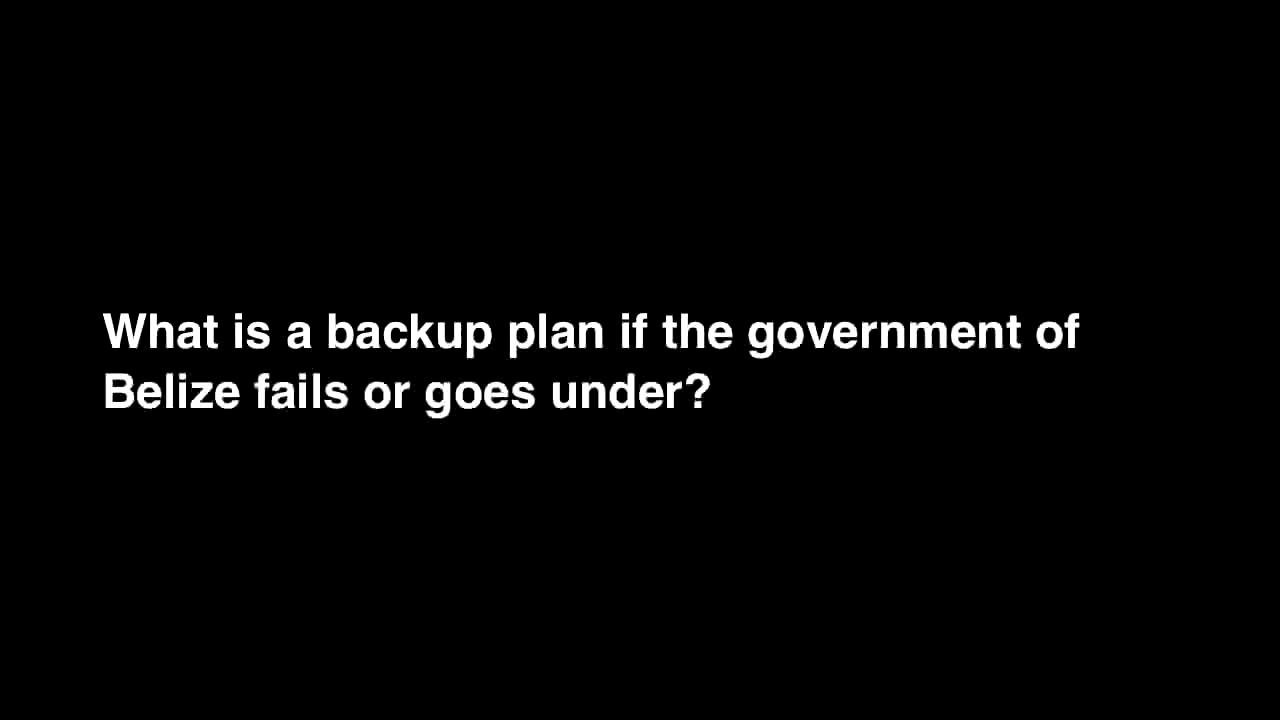 What is a backup plan if the government of
Belize fails or goes under?